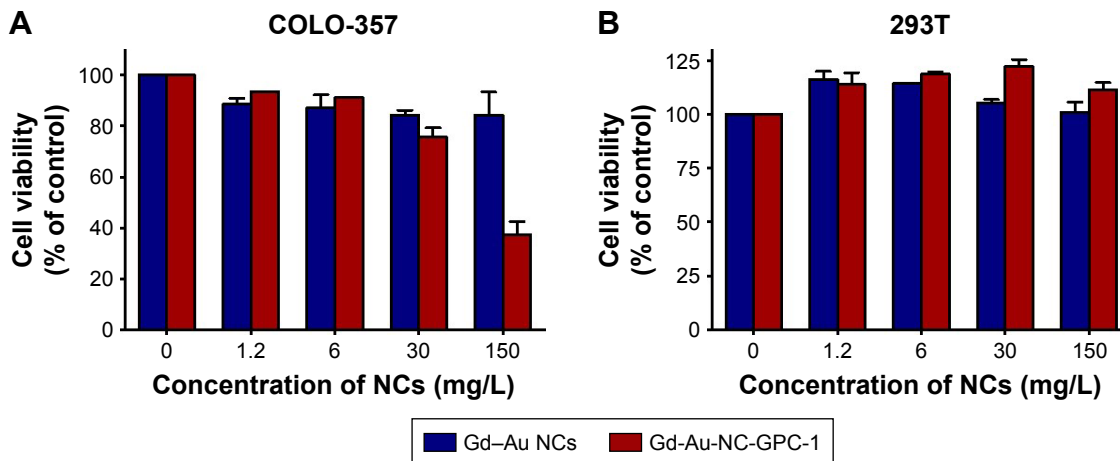 A
COLO-357
Cell viability
(% of control)
100
80
60
40
20
0
0 1.2 6 30 150
Concentration of NCs (mg/L)
B
293T
Cell viability
(% of control)
125
100
75
50
25
0
0 1.2 6 30 150
Concentration of NCs (mg/L)
Gd–Au NCs
Gd-Au-NC-GPC-1